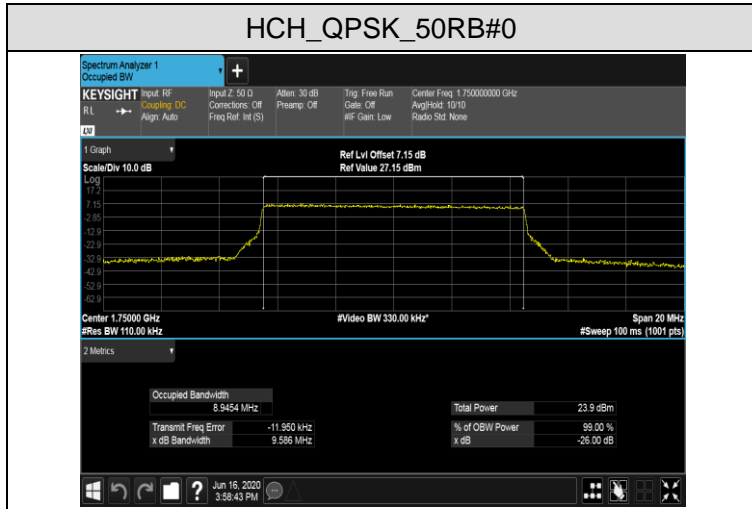 HCH_QPSK_50RB#0
Spectrum Analyzer 1
Occupied BW
+
KEYSIGHT
RL
Input: RF
Coupling: DC
Align: Auto
Input Z: 50 Ω
Corrections: Off
Freq Ref: Int (S)
Atten: 30 dB
Preamp: Off
Trig: Free Run
Gate: Off
#IF Gain: Low
Center Freq: 1.750000000 GHz
Avg|Hold: 10/10
Radio Std: None
1 Graph
Scale/Div 10.0 dB
Ref Lvl Offset 7.15 dB
Ref Value 27.15 dBm
Log
17.2
7.15
-2.85
-12.9
-22.9
-32.9
-42.9
-52.9
-62.9
Center 1.75000 GHz
#Res BW 110.00 kHz
#Video BW 330.00 kHz*
Span 20 MHz
#Sweep 100 ms (1001 pts)
2 Metrics
Occupied Bandwidth
8.9454 MHz
Transmit Freq Error -11.950 kHz
x dB Bandwidth 9.586 MHz
Total Power 23.9 dBm
% of OBW Power 99.00 %
x dB -26.00 dB
?
Jun 16, 2020
3:58:43 PM